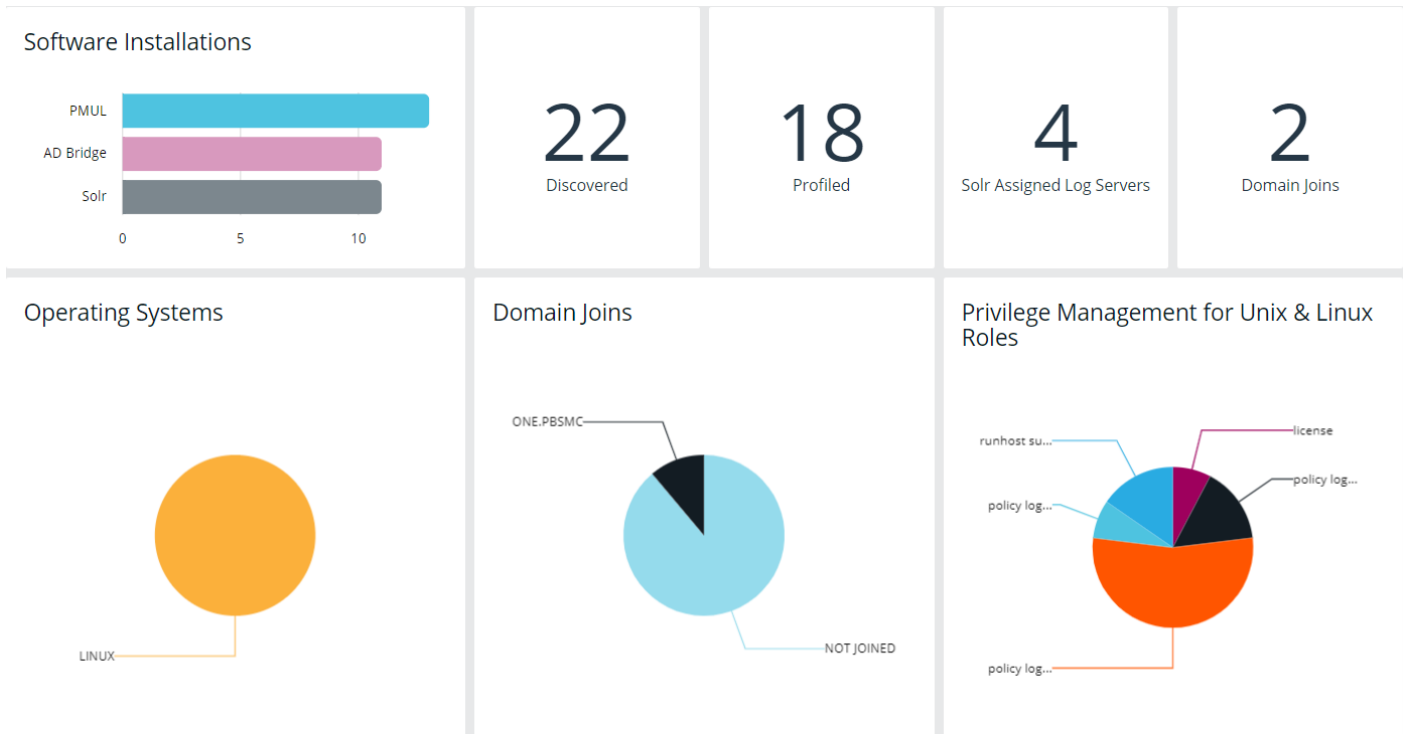 Software Installations
PMUL
AD Bridge
Solr
0
5
10
22
Discovered
18
Profiled
4
Solr Assigned Log Servers
2
Domain Joins
Operating Systems
LINUX
Domain Joins
ONE.PBSMC
NOT JOINED
Privilege Management for Unix & Linux
Roles
runhost su...
license
policy log...
policy log...
policy log...